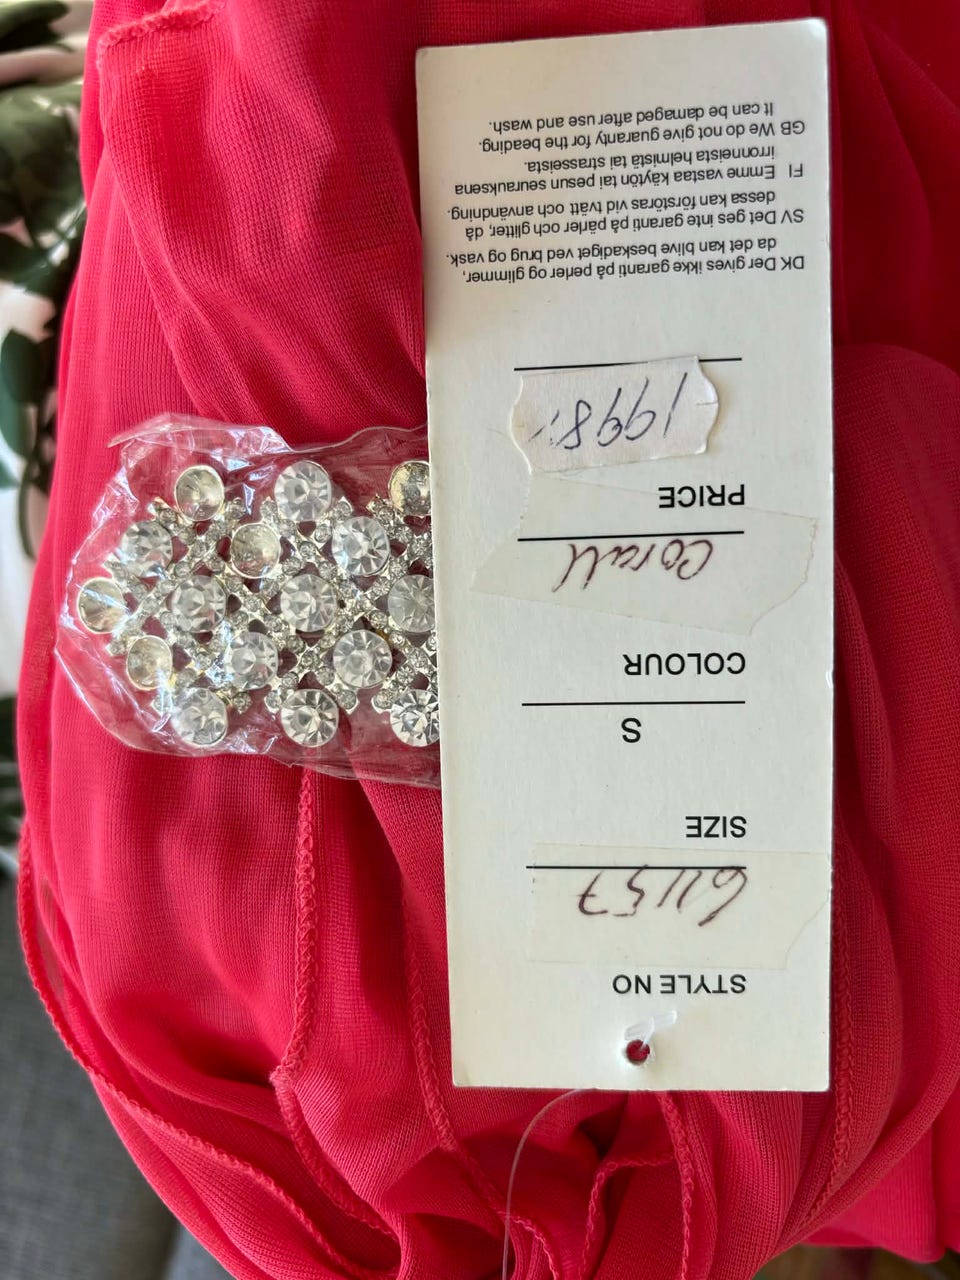 STYLE NO
61157
SIZE
S
COLOUR
Corall
PRICE
1998,-
DK Der gives ikke garanti på perler og glimmer,
da det kan blive beskadiget ved brug og vask.
SV Det ges inte garanti på pärler och glitter, då
dessa kan förstöras vid tvätt och användning.
FI Emme vastaa käytön tai pesun seurauksena
irronneista helmistä tai strasseista.
GB We do not give guaranty for the beading.
It can be damaged after use and wash.